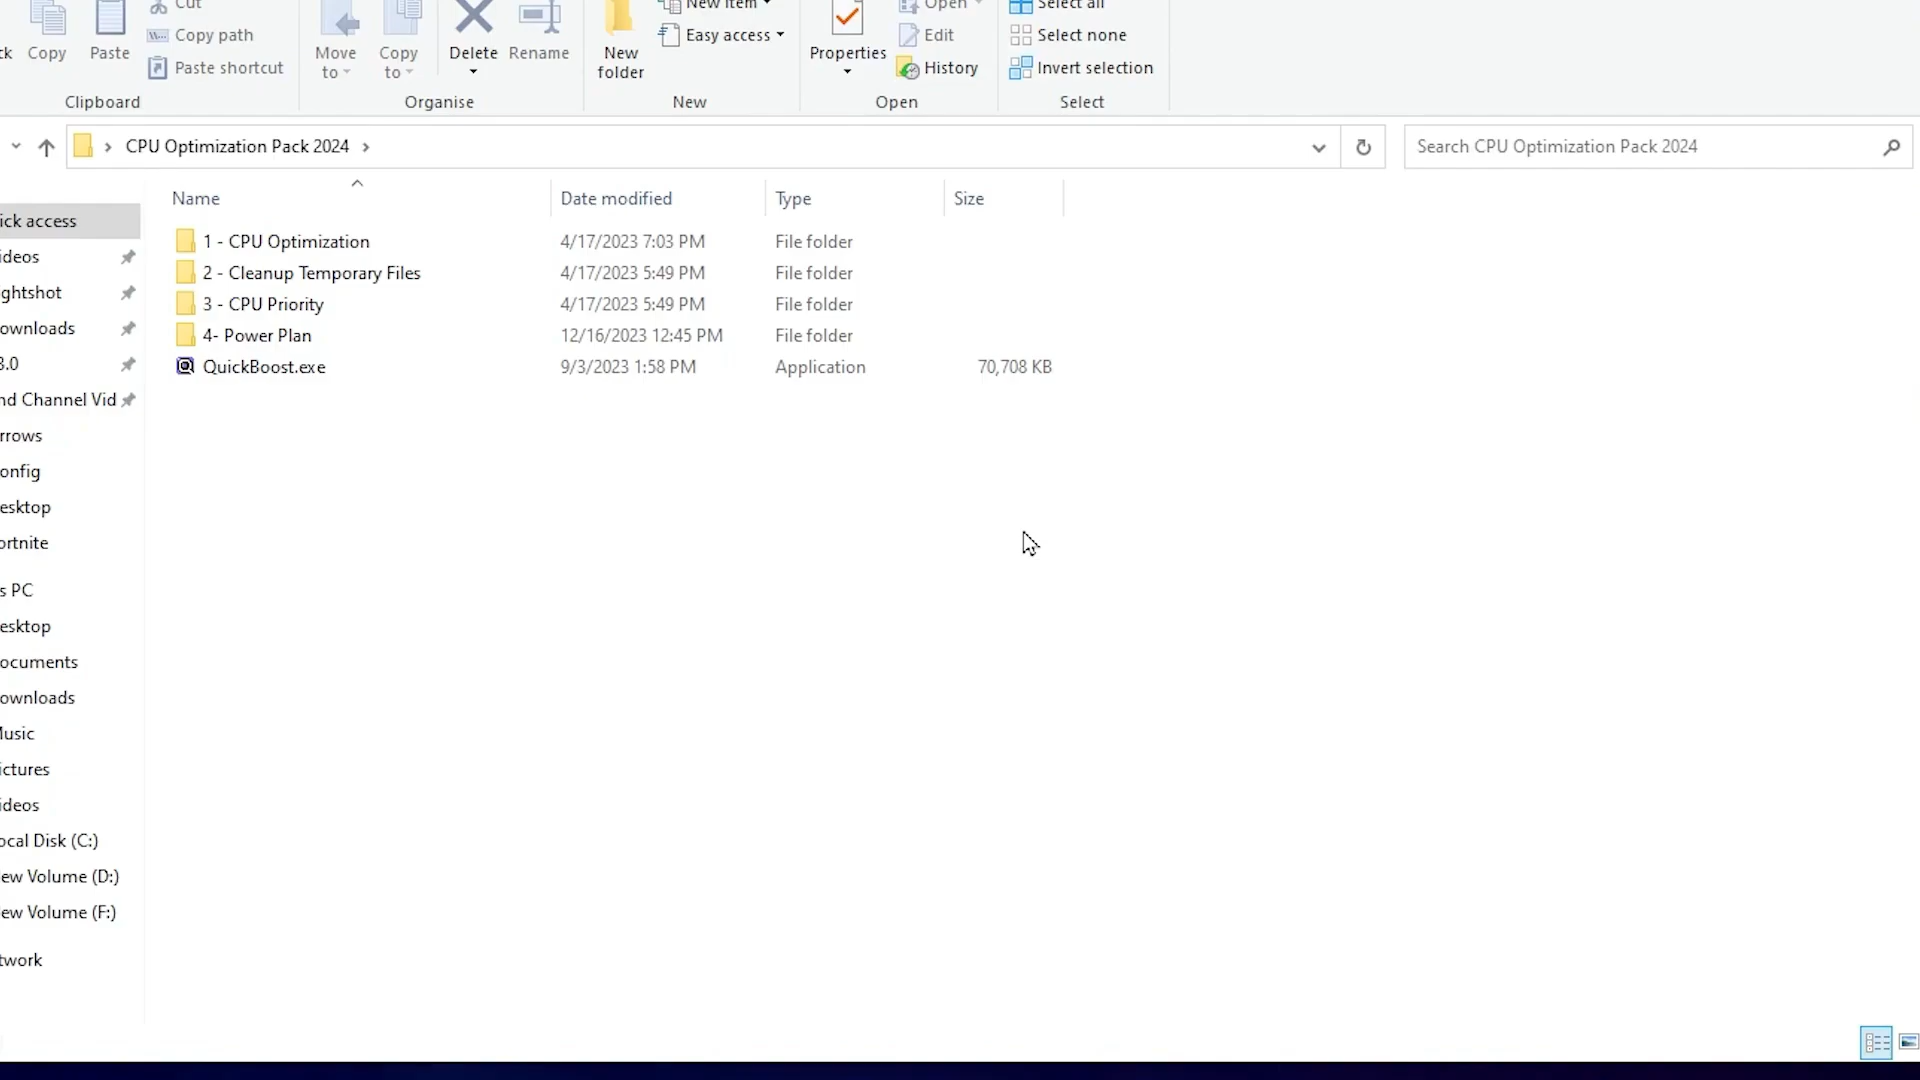 Cut
New item
Open
Select all
ck
Copy
Paste
Copy path
Paste shortcut
Move to
Copy to
Delete
Rename
New folder
Easy access
Properties
Edit
History
Select none
Invert selection
Clipboard
Organise
New
Open
Select
CPU Optimization Pack 2024
Search CPU Optimization Pack 2024
Name
Date modified
Type
Size
1 - CPU Optimization 4/17/2023 7:03 PM File folder
2 - Cleanup Temporary Files 4/17/2023 5:49 PM File folder
3 - CPU Priority 4/17/2023 5:49 PM File folder
4- Power Plan 12/16/2023 12:45 PM File folder
QuickBoost.exe 9/3/2023 1:58 PM Application 70,708 KB
ick access
ideos
ghtshot
ownloads
3.0
nd Channel Vid
rrows
onfig
esktop
ortnite
s PC
esktop
ocuments
ownloads
usic
ictures
ideos
ocal Disk (C:)
ew Volume (D:)
ew Volume (F:)
twork